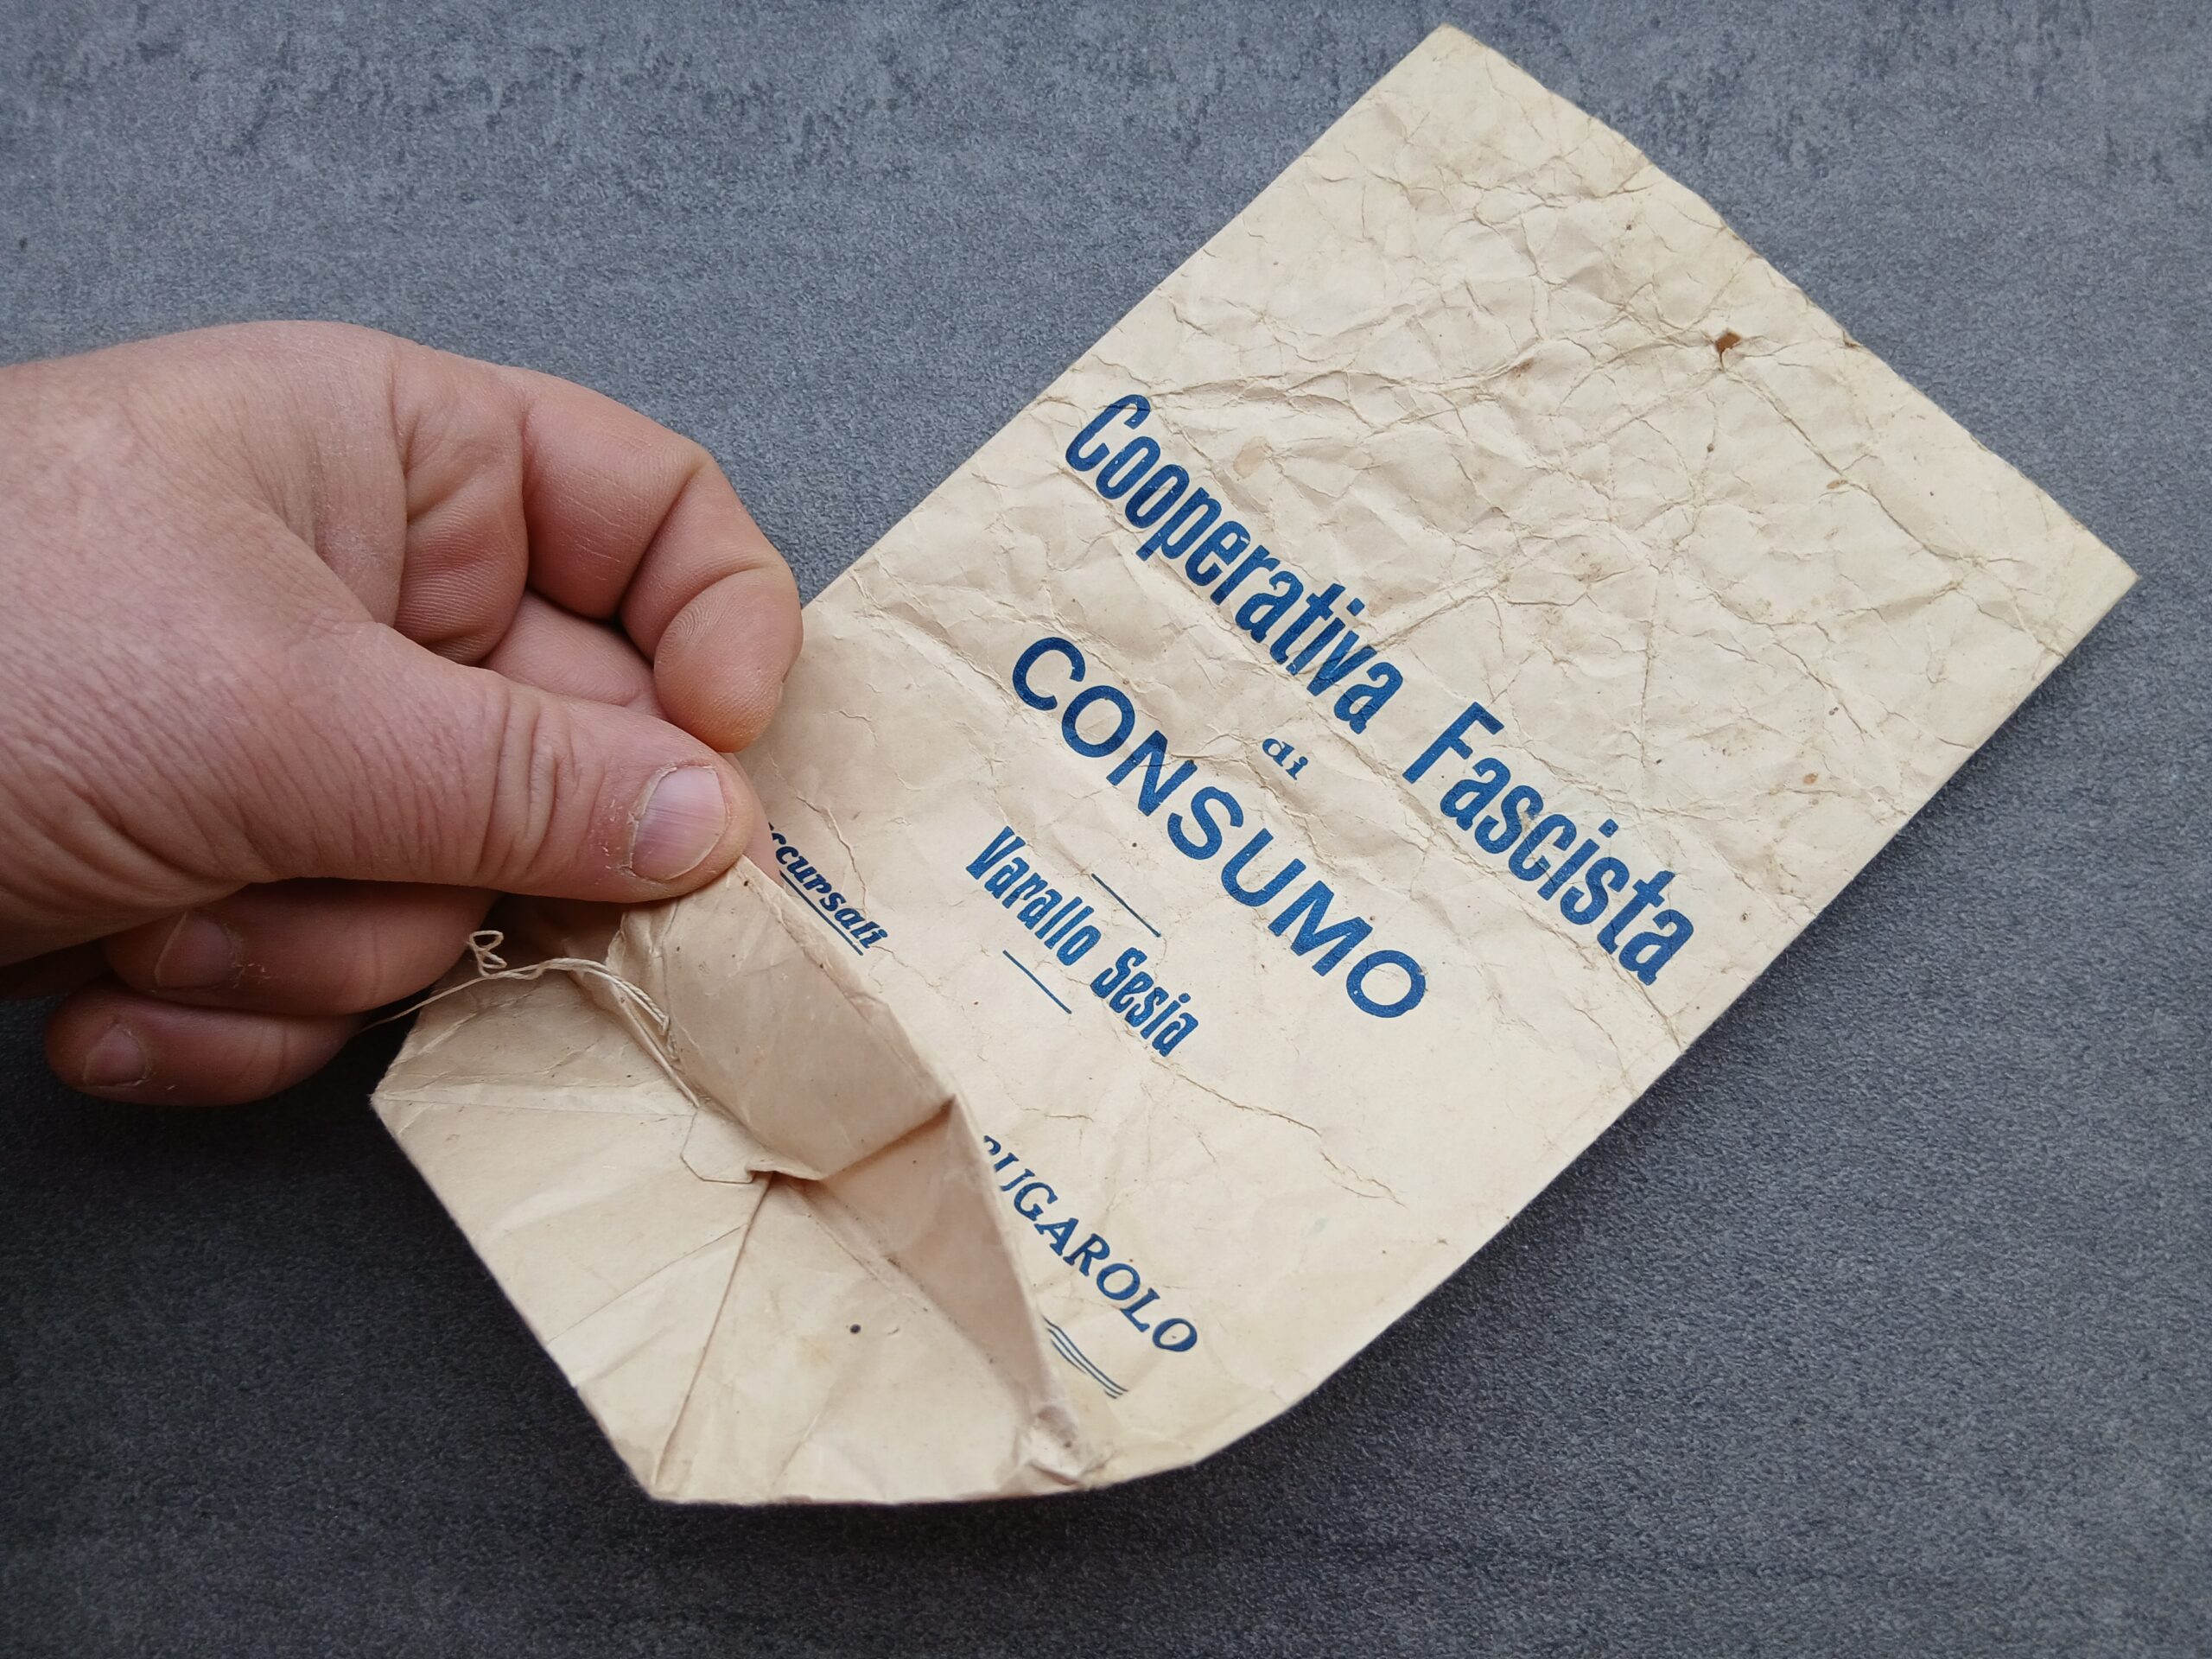 Cooperativa Fascista
di
CONSUMO
Varallo Sesia